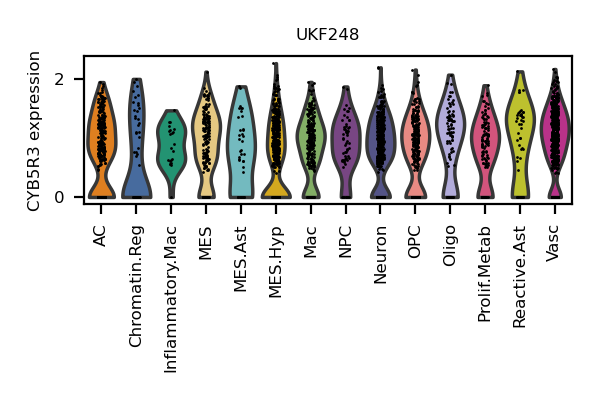 UKF248
CYB5R3 expression
2
0
AC
Chromatin.Reg
Inflammatory.Mac
MES
MES.Ast
MES.Hyp
Mac
NPC
Neuron
OPC
Oligo
Prolif.Metab
Reactive.Ast
Vasc